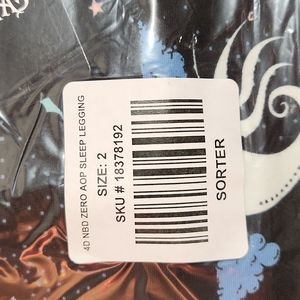 4D NBD ZERO AOP SLEEP LEGGING
SIZE: 2
SKU # 18378192
SORTER